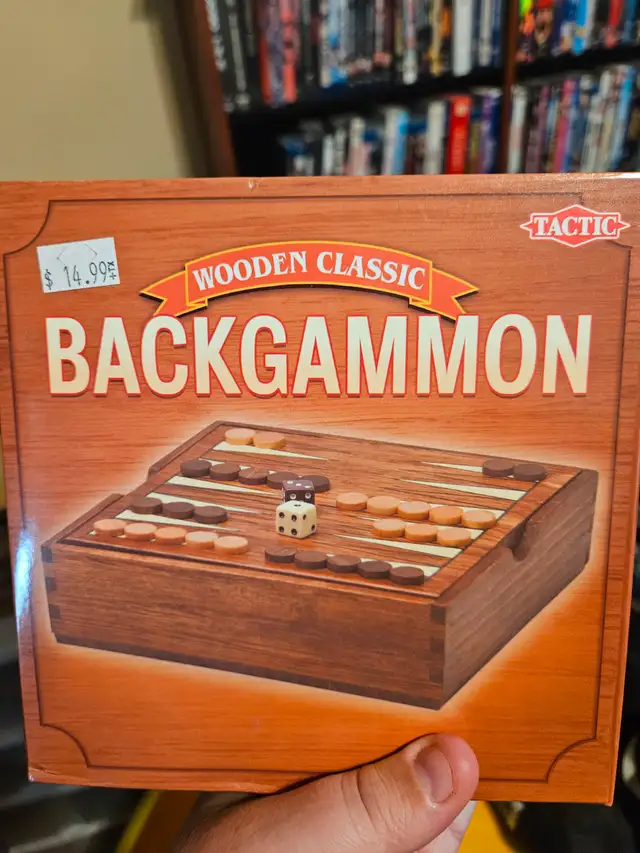 TACTIC
$ 14.99
WOODEN CLASSIC
BACKGAMMON